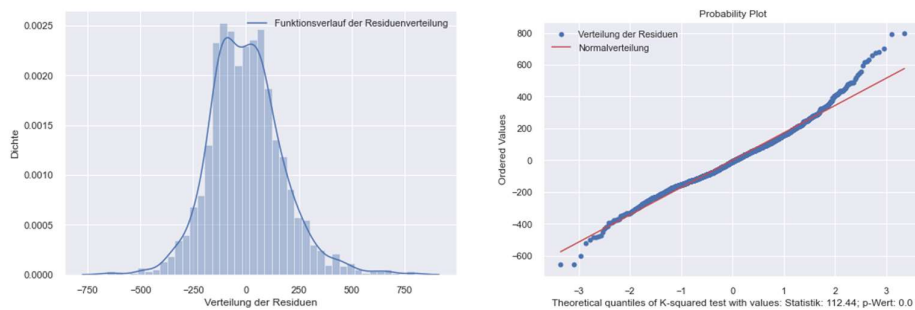 Funktionsverlauf der Residuenverteilung
0.0025
0.0020
0.0015
0.0010
0.0005
0.0000
Dichte
−750 −500 −250 0 250 500 750
Verteilung der Residuen
Probability Plot
Verteilung der Residuen
Normalverteilung
800
600
400
200
0
−200
−400
−600
Ordered Values
−3 −2 −1 0 1 2 3
Theoretical quantiles of K-squared test with values: Statistik: 112.44; p-Wert: 0.0